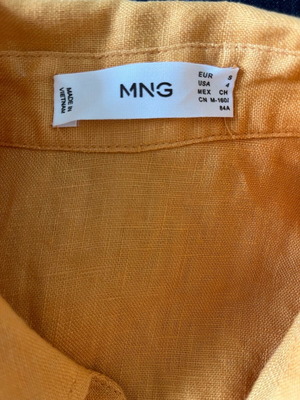 MADE IN
VIETNAM
MNG
EUR S
USA 4
MEX CH
CN M-160/
84A